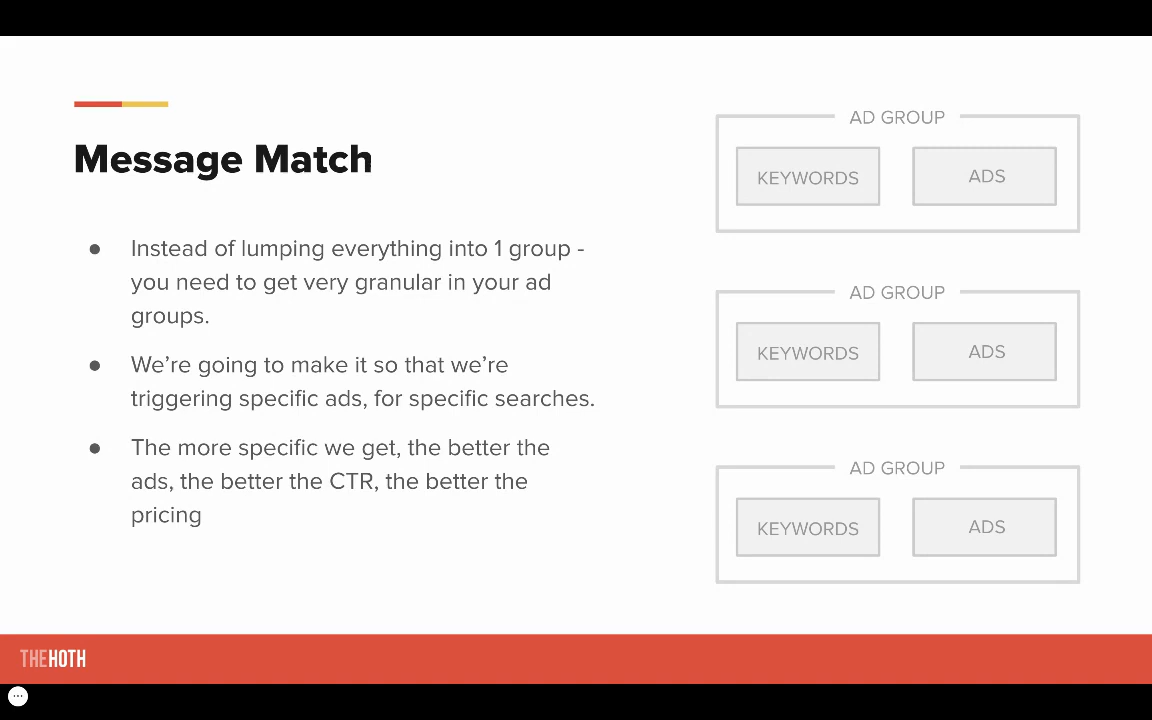 Message Match
● Instead of lumping everything into 1 group -
you need to get very granular in your ad
groups.
● We’re going to make it so that we’re
triggering specific ads, for specific searches.
● The more specific we get, the better the
ads, the better the CTR, the better the
pricing
AD GROUP
KEYWORDS ADS
AD GROUP
KEYWORDS ADS
AD GROUP
KEYWORDS ADS
THEHOTH